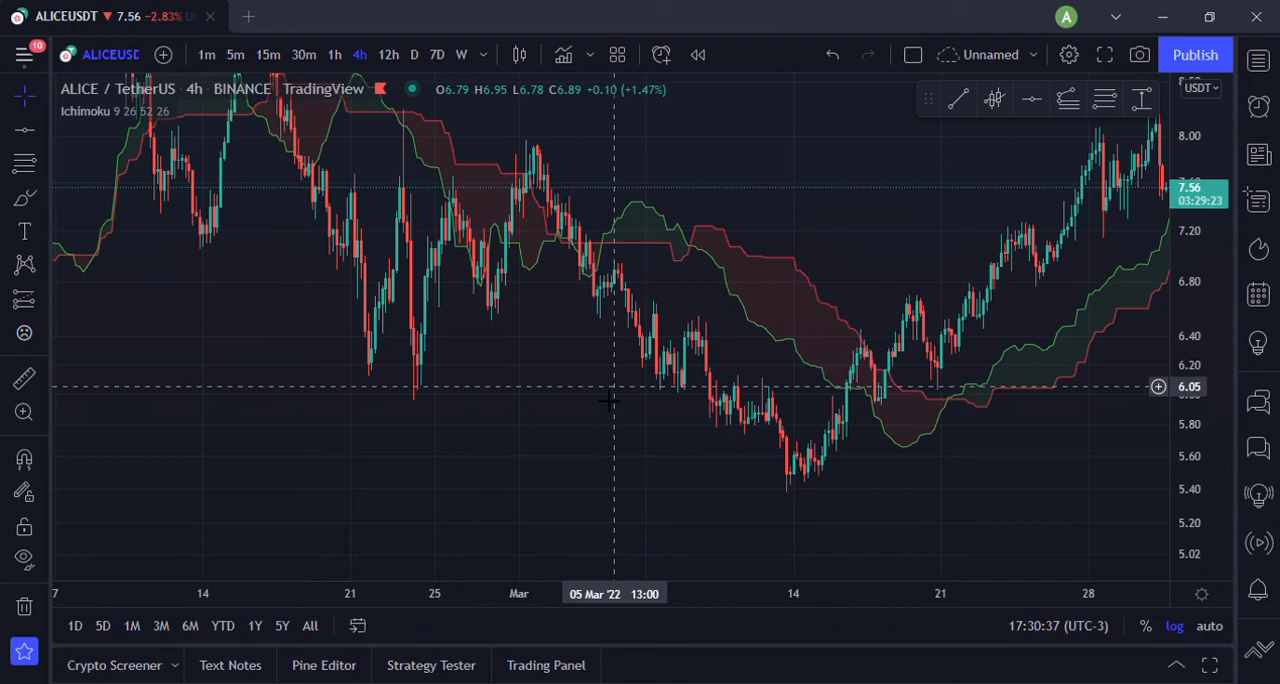 ALICEUSDT ▼ 7.56 −2.83%
10 ALICEUSD 1m 5m 15m 30m 1h 4h 12h D 7D W Unnamed Publish
ALICE / TetherUS 4h BINANCE TradingView O6.79 H6.95 L6.78 C6.89 +0.10 (+1.47%)
Ichimoku 9 26 52 26
USDT
8.00
7.56
03:29:23
7.20
6.80
6.40
6.20
6.05
5.80
5.60
5.40
5.20
5.02
7 14 21 25 Mar 05 Mar '22 13:00 14 21 28
1D 5D 1M 3M 6M YTD 1Y 5Y All 17:30:37 (UTC-3) % log auto
Crypto Screener Text Notes Pine Editor Strategy Tester Trading Panel
A